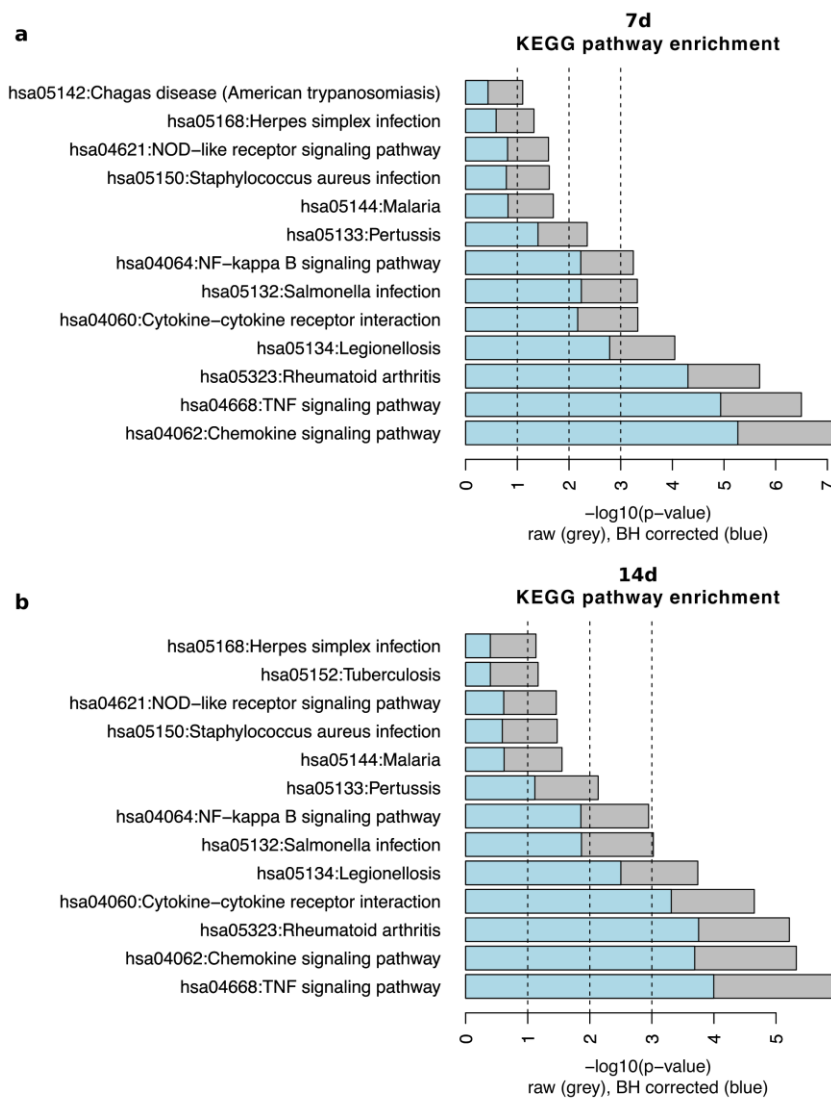 a
7d
KEGG pathway enrichment
hsa05142:Chagas disease (American trypanosomiasis)
hsa05168:Herpes simplex infection
hsa04621:NOD−like receptor signaling pathway
hsa05150:Staphylococcus aureus infection
hsa05144:Malaria
hsa05133:Pertussis
hsa04064:NF−kappa B signaling pathway
hsa05132:Salmonella infection
hsa04060:Cytokine−cytokine receptor interaction
hsa05134:Legionellosis
hsa05323:Rheumatoid arthritis
hsa04668:TNF signaling pathway
hsa04062:Chemokine signaling pathway
0 1 2 3 4 5 6 7
−log10(p−value)
raw (grey), BH corrected (blue)
b
14d
KEGG pathway enrichment
hsa05168:Herpes simplex infection
hsa05152:Tuberculosis
hsa04621:NOD−like receptor signaling pathway
hsa05150:Staphylococcus aureus infection
hsa05144:Malaria
hsa05133:Pertussis
hsa04064:NF−kappa B signaling pathway
hsa05132:Salmonella infection
hsa05134:Legionellosis
hsa04060:Cytokine−cytokine receptor interaction
hsa05323:Rheumatoid arthritis
hsa04062:Chemokine signaling pathway
hsa04668:TNF signaling pathway
0 1 2 3 4 5
−log10(p−value)
raw (grey), BH corrected (blue)